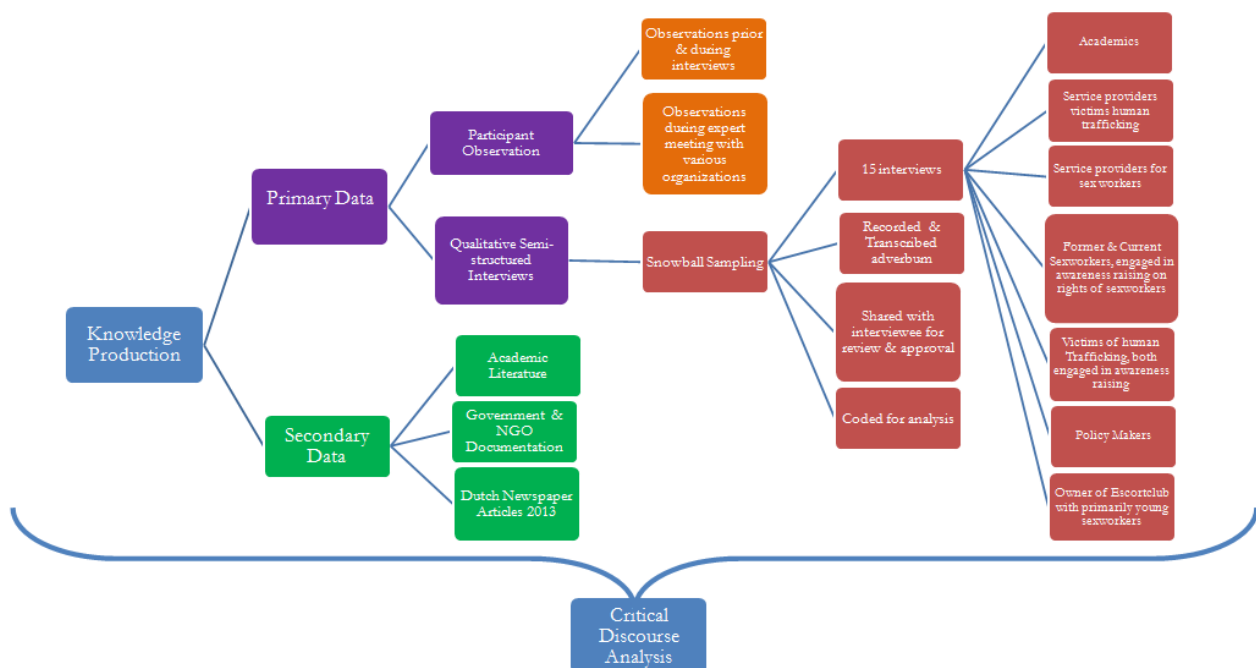 Knowledge
Production
Primary Data
Secondary
Data
Participant
Observation
Qualitative Semi-
structured
Interviews
Academic
Literature
Government &
NGO
Documentation
Dutch Newspaper
Articles 2013
Observations prior
& during
interviews
Observations
during expert
meeting with
various
organizations
Snowball Sampling
15 interviews
Recorded &
Transcribed
adverbum
Shared with
interviewee for
review & approval
Coded for analysis
Academics
Service providers
victims human
trafficking
Service providers for
sex workers
Former & Current
Sexworkers, engaged in
awareness raising on
rights of sexworkers
Victims of human
Trafficking, both
engaged in awareness
raising
Policy Makers
Owner of Escortclub
with primarily young
sexworkers
Critical
Discourse
Analysis